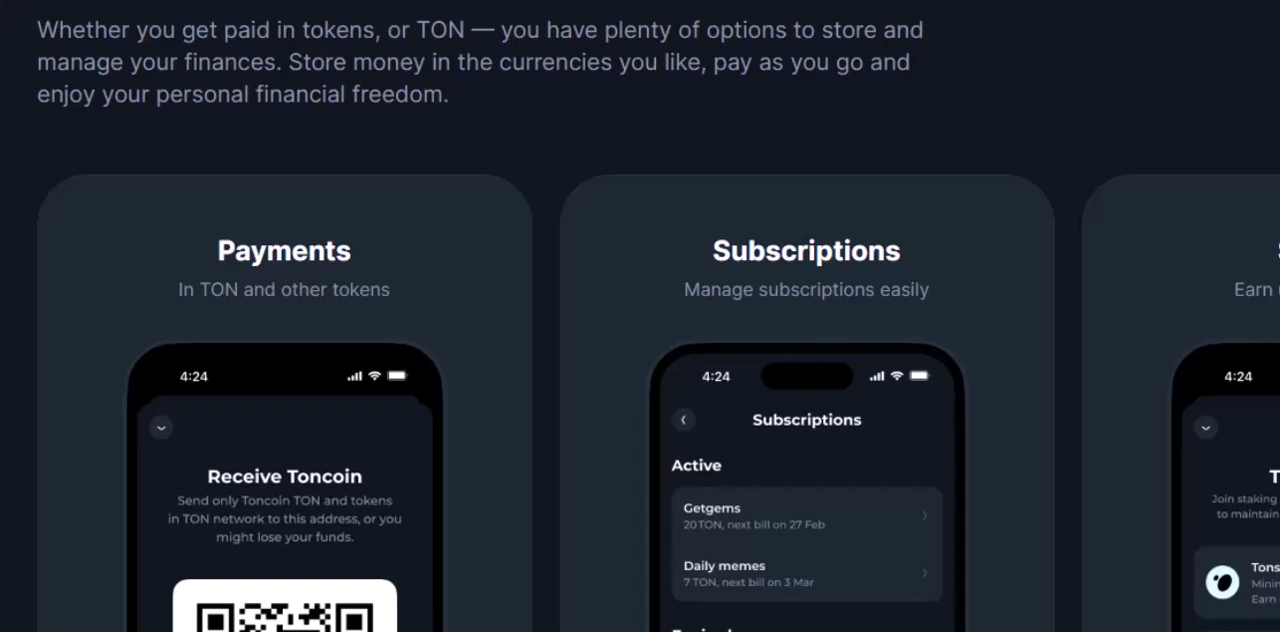 Whether you get paid in tokens, or TON — you have plenty of options to store and
manage your finances. Store money in the currencies you like, pay as you go and
enjoy your personal financial freedom.
Payments
In TON and other tokens
4:24
Receive Toncoin
Send only Toncoin TON and tokens
in TON network to this address, or you
might lose your funds.
Subscriptions
Manage subscriptions easily
4:24
Subscriptions
Active
Getgems
20 TON, next bill on 27 Feb
Daily memes
7 TON, next bill on 3 Mar
Earn
4:24
Join staking
to maintain